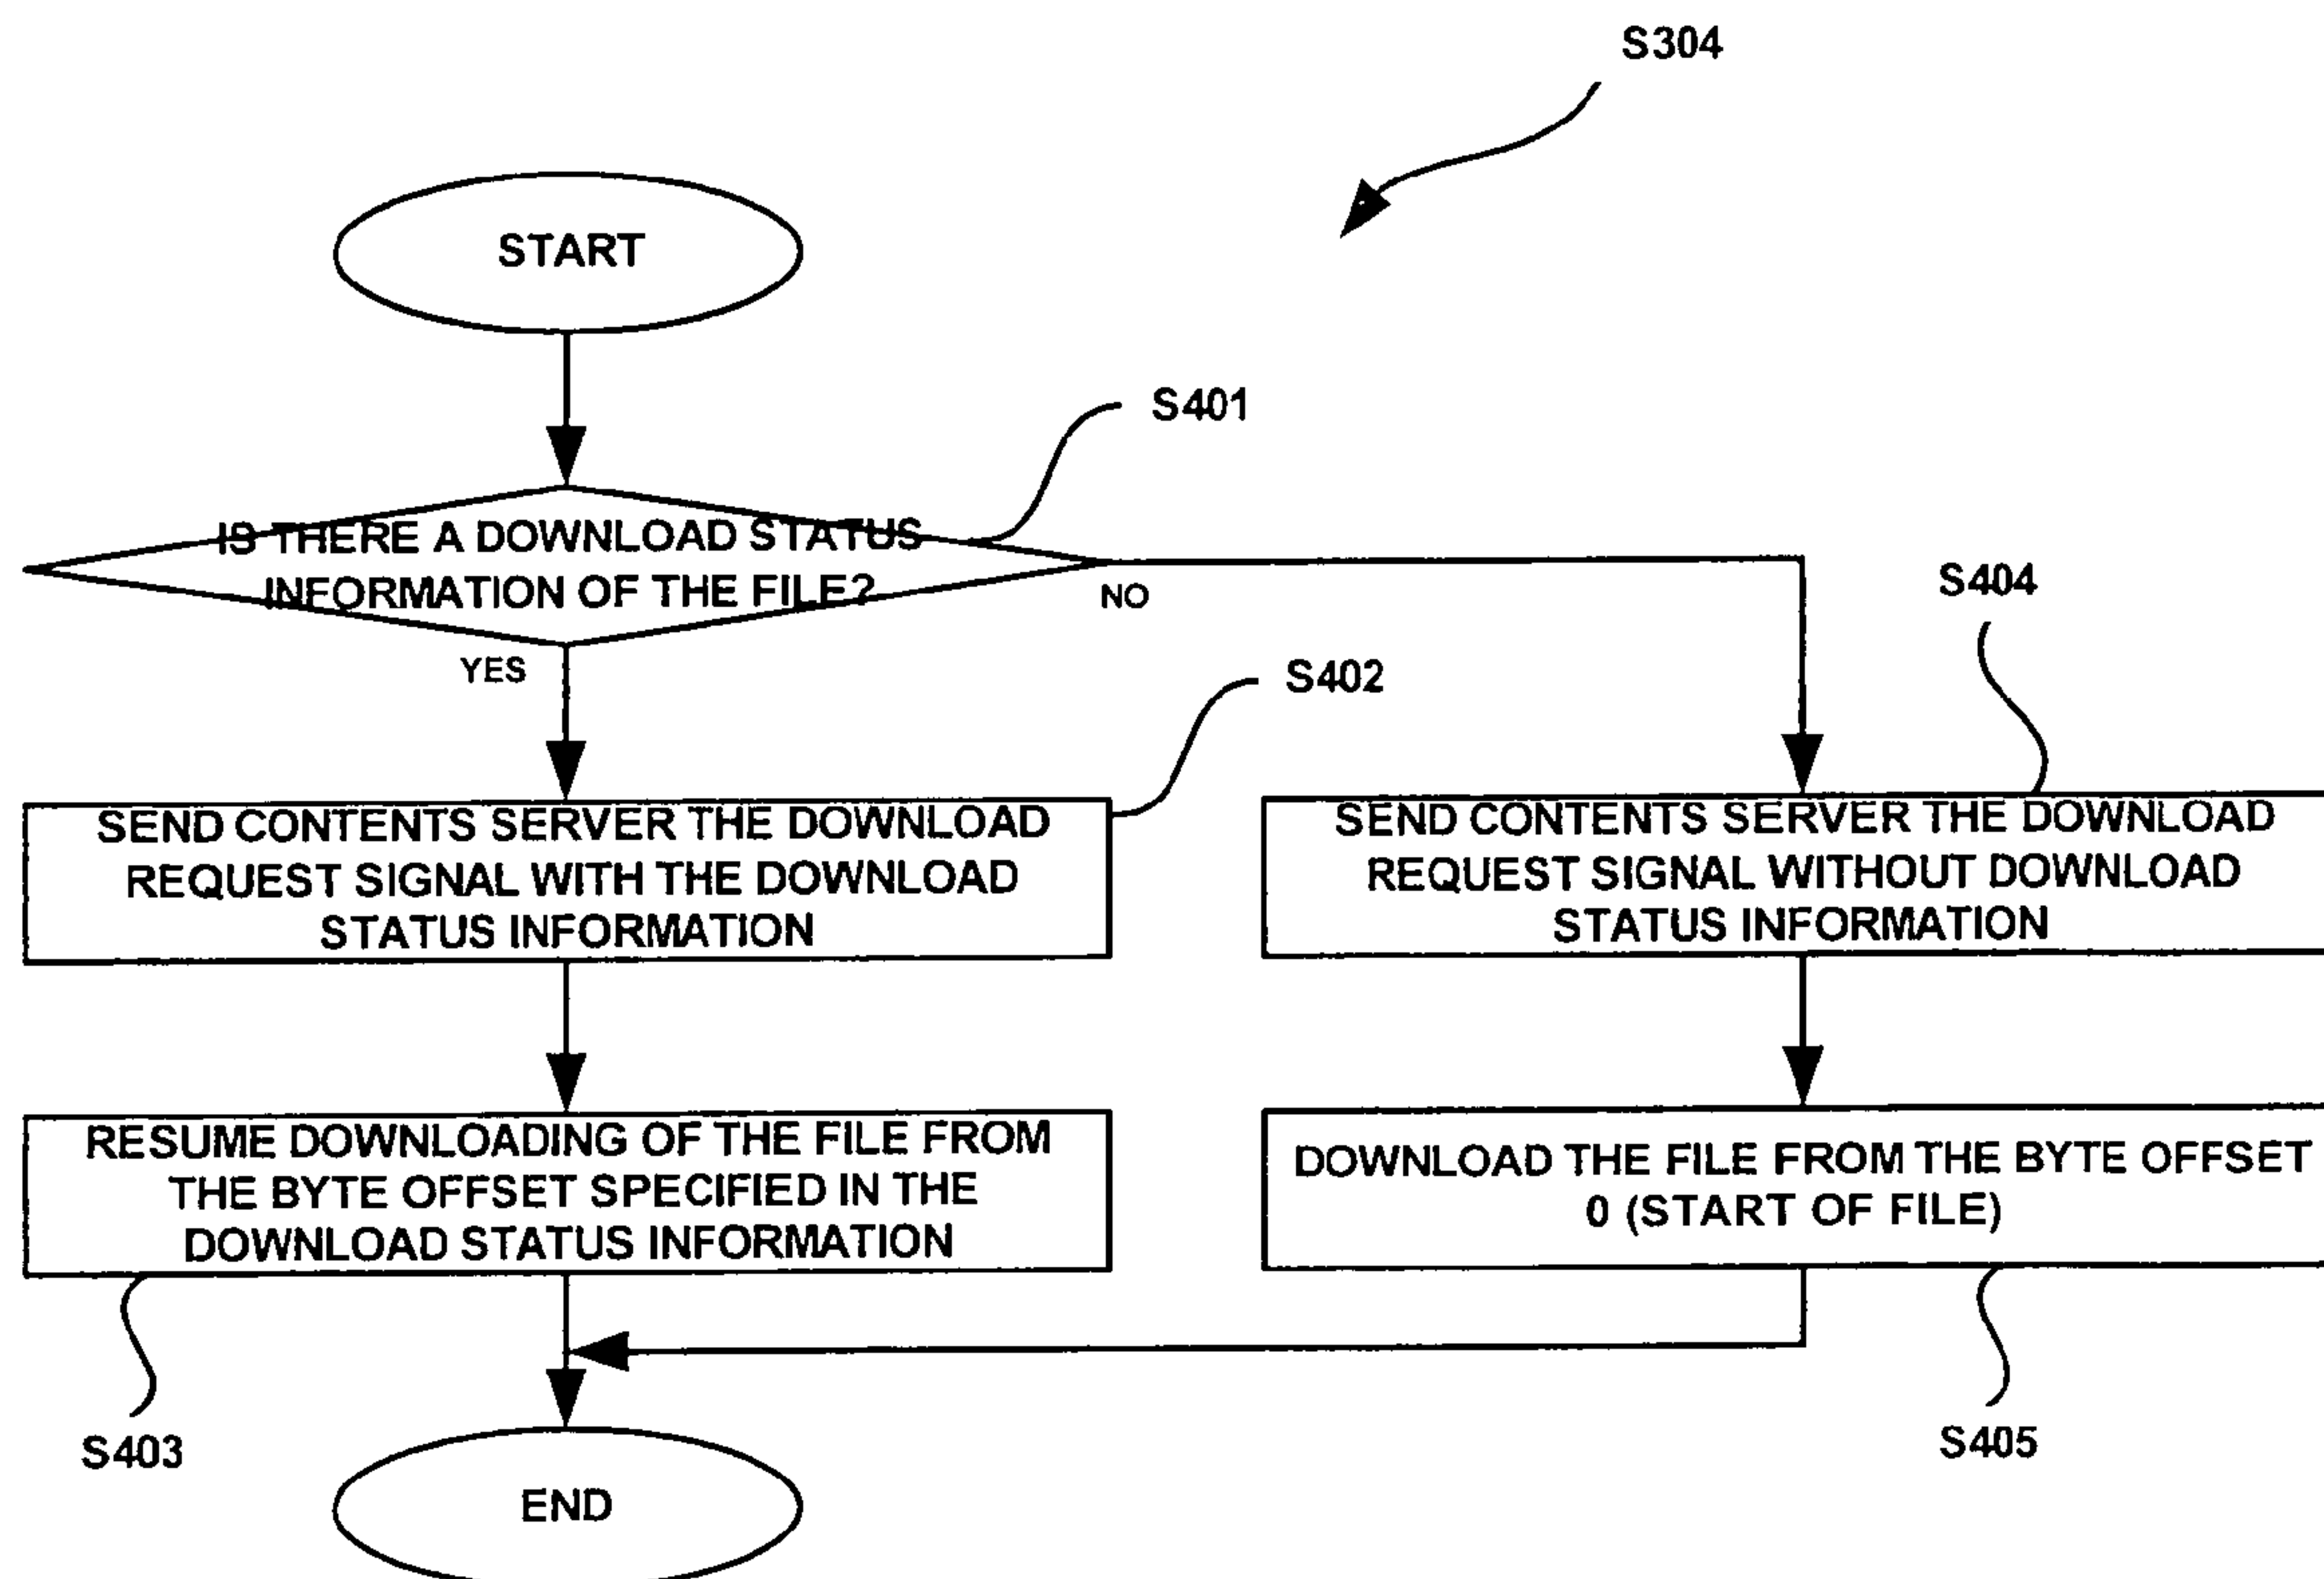 S304
START
S401
IS THERE A DOWNLOAD STATUS
INFORMATION OF THE FILE?
NO
YES
S402
S404
SEND CONTENTS SERVER THE DOWNLOAD
REQUEST SIGNAL WITH THE DOWNLOAD
STATUS INFORMATION
SEND CONTENTS SERVER THE DOWNLOAD
REQUEST SIGNAL WITHOUT DOWNLOAD
STATUS INFORMATION
RESUME DOWNLOADING OF THE FILE FROM
THE BYTE OFFSET SPECIFIED IN THE
DOWNLOAD STATUS INFORMATION
DOWNLOAD THE FILE FROM THE BYTE OFFSET
0 (START OF FILE)
S403
S405
END